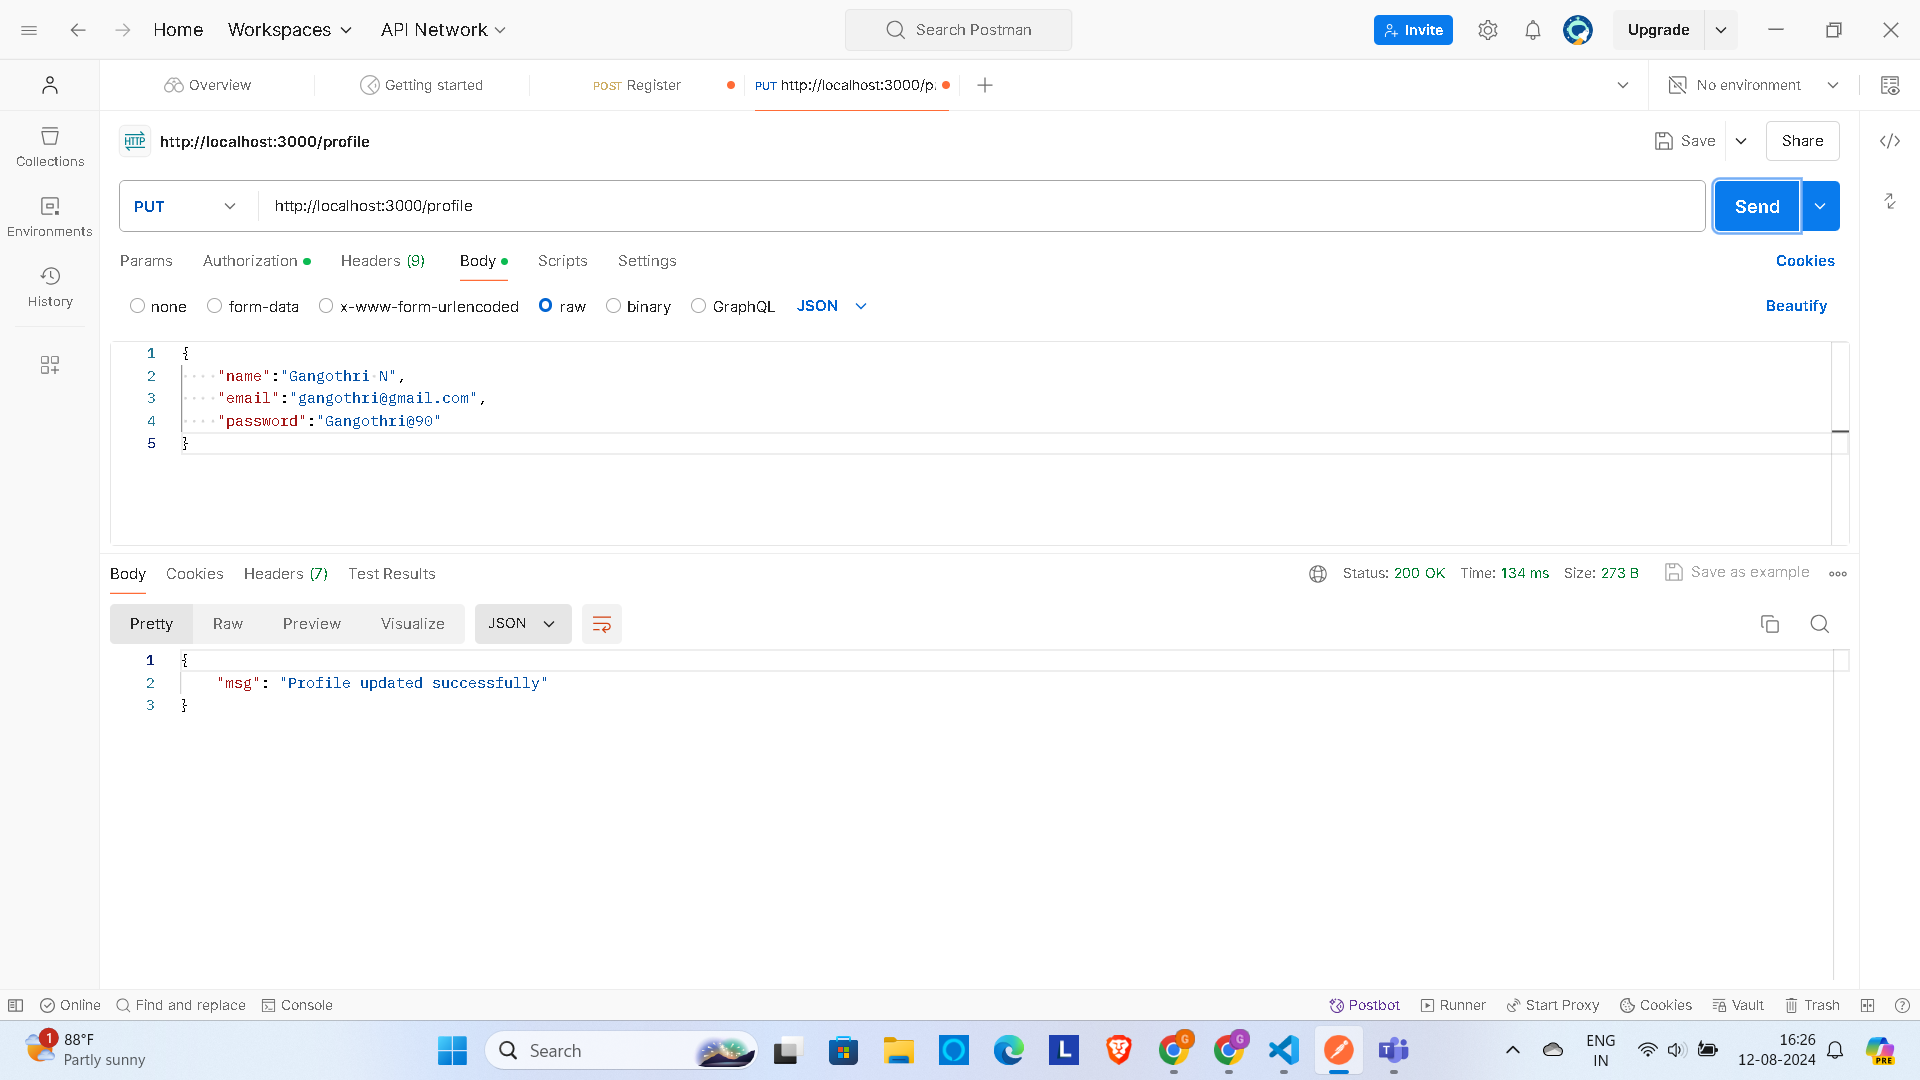 Home Workspaces API Network Search Postman Invite Upgrade
Overview Getting started POST Register PUT http://localhost:3000/p. No environment
HTTP http://localhost:3000/profile Save Share
Collections
PUT http://localhost:3000/profile Send
Environments
Params Authorization Headers (9) Body Scripts Settings Cookies
History
none form-data x-www-form-urlencoded raw binary GraphQL JSON Beautify
1 {
2 "name":"Gangothri N",
3 "email":"gangothri@gmail.com",
4 "password":"Gangothri@90"
5 }
Body Cookies Headers (7) Test Results Status: 200 OK Time: 134 ms Size: 273 B Save as example
Pretty Raw Preview Visualize JSON
1 {
2 "msg": "Profile updated successfully"
3 }
Online Find and replace Console Postbot Runner Start Proxy Cookies Vault Trash
1 88°F
Partly sunny
Search
L
G
G
ENG
IN
16:26
12-08-2024
PRE